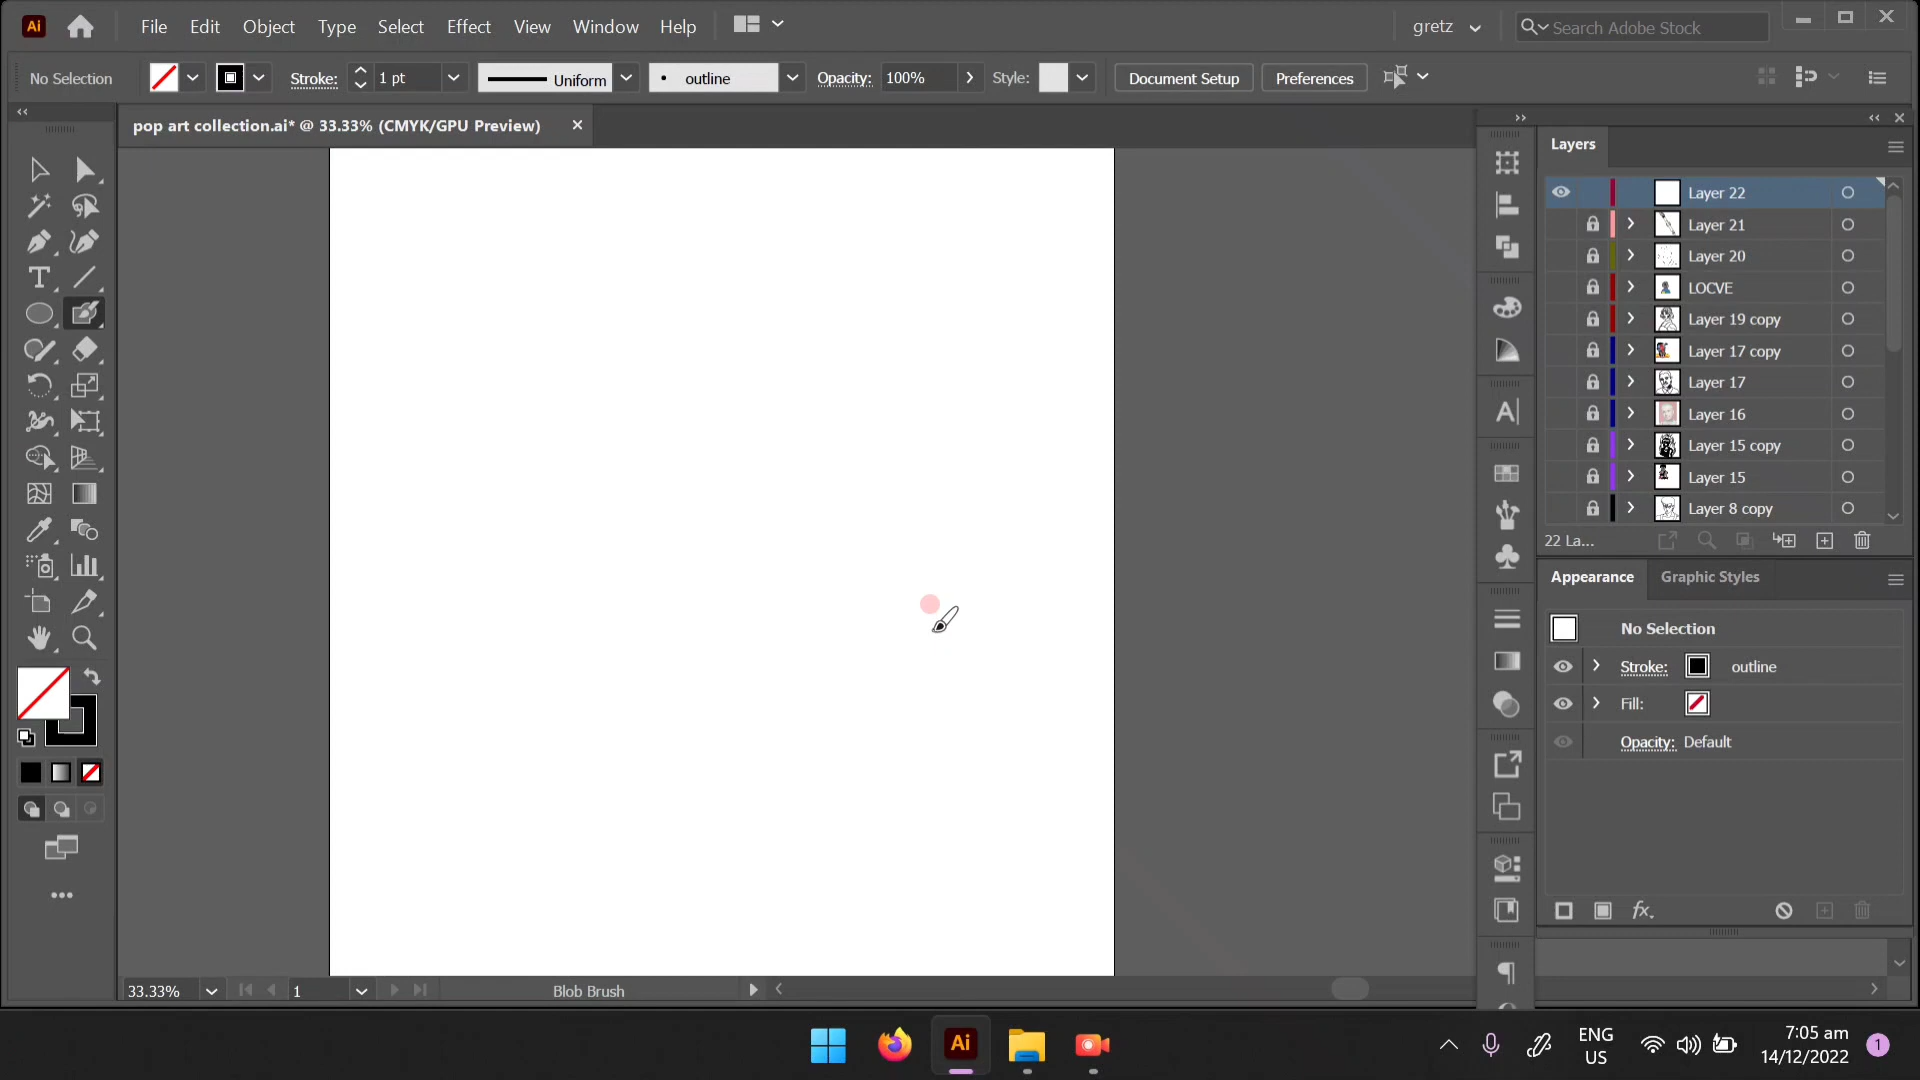 Ai File Edit Object Type Select Effect View Window Help gretz Search Adobe Stock
No Selection Stroke: 1 pt Uniform outline Opacity: 100% Style: Document Setup Preferences
pop art collection.ai* @ 33.33% (CMYK/GPU Preview)
Layers
Layer 22
Layer 21
Layer 20
LOCVE
Layer 19 copy
Layer 17 copy
Layer 17
Layer 16
Layer 15 copy
Layer 15
Layer 8 copy
22 La...
Appearance Graphic Styles
No Selection
Stroke: outline
Fill:
Opacity: Default
fx.
33.33% 1 Blob Brush
Ai
ENG
US
7:05 am
14/12/2022
1